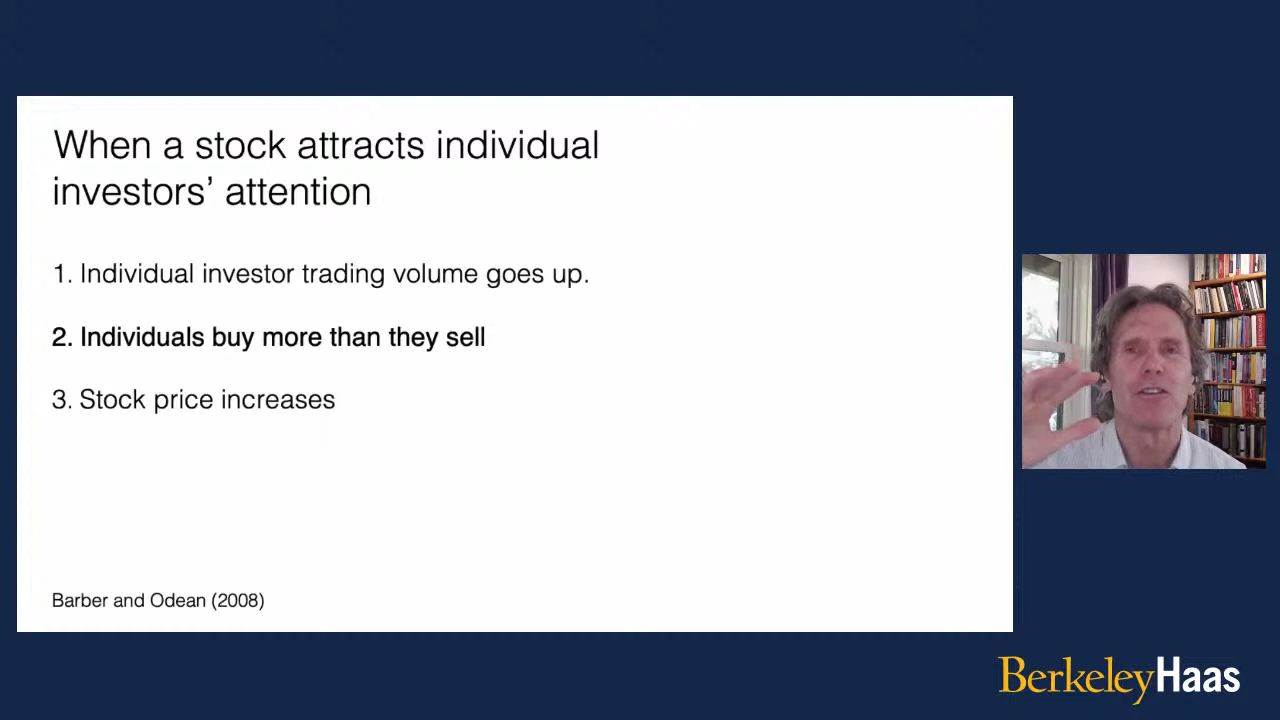 When a stock attracts individual
investors’ attention
1. Individual investor trading volume goes up.
2. Individuals buy more than they sell
3. Stock price increases
Barber and Odean (2008)
BerkeleyHaas